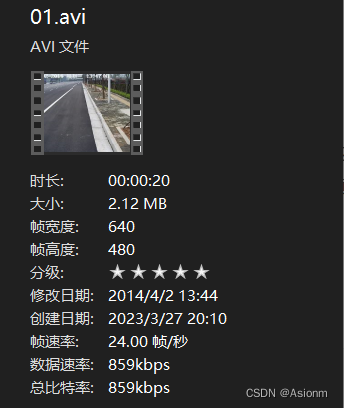 01.avi
AVI 文件
时长: 00:00:20
大小: 2.12 MB
帧宽度: 640
帧高度: 480
分级: ★★★★★
修改日期: 2014/4/2 13:44
创建日期: 2023/3/27 20:10
帧速率: 24.00 帧/秒
数据速率: 859kbps
总比特率: 859kbps
CSDN @Asionm